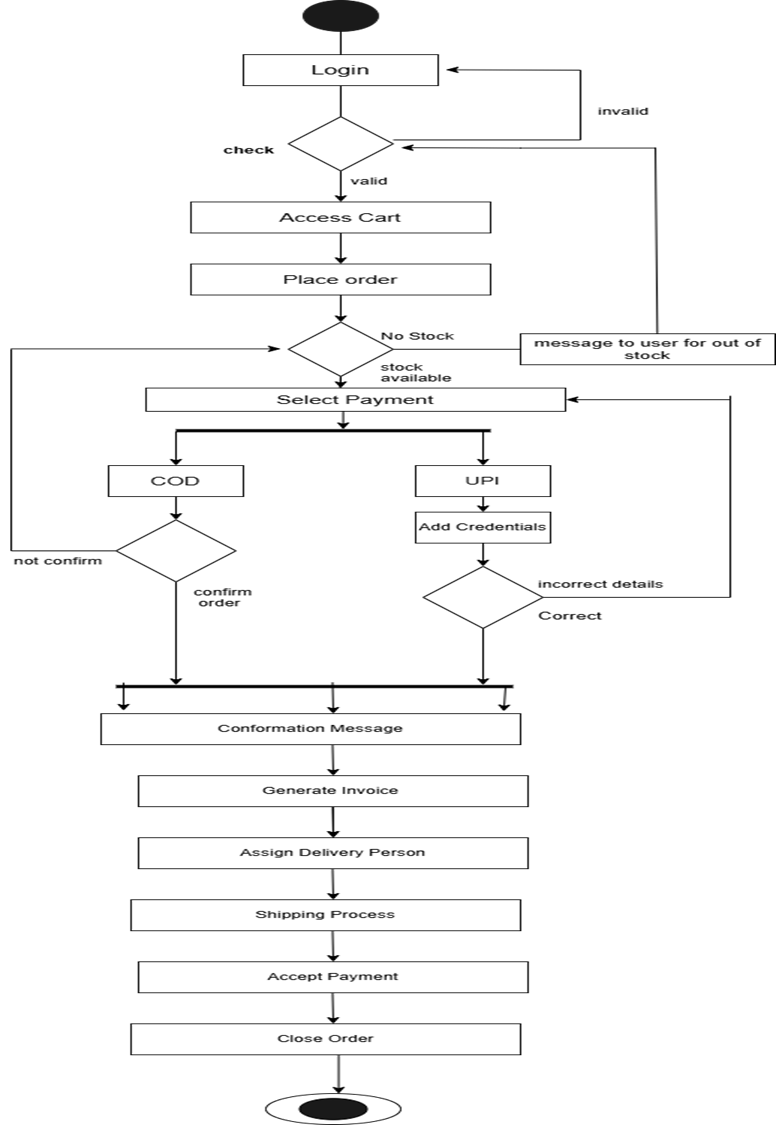 Login
invalid
check
valid
Access Cart
Place order
No Stock
message to user for out of
stock
stock
available
Select Payment
COD
UPI
Add Credentials
not confirm
incorrect details
confirm
order
Correct
Conformation Message
Generate Invoice
Assign Delivery Person
Shipping Process
Accept Payment
Close Order